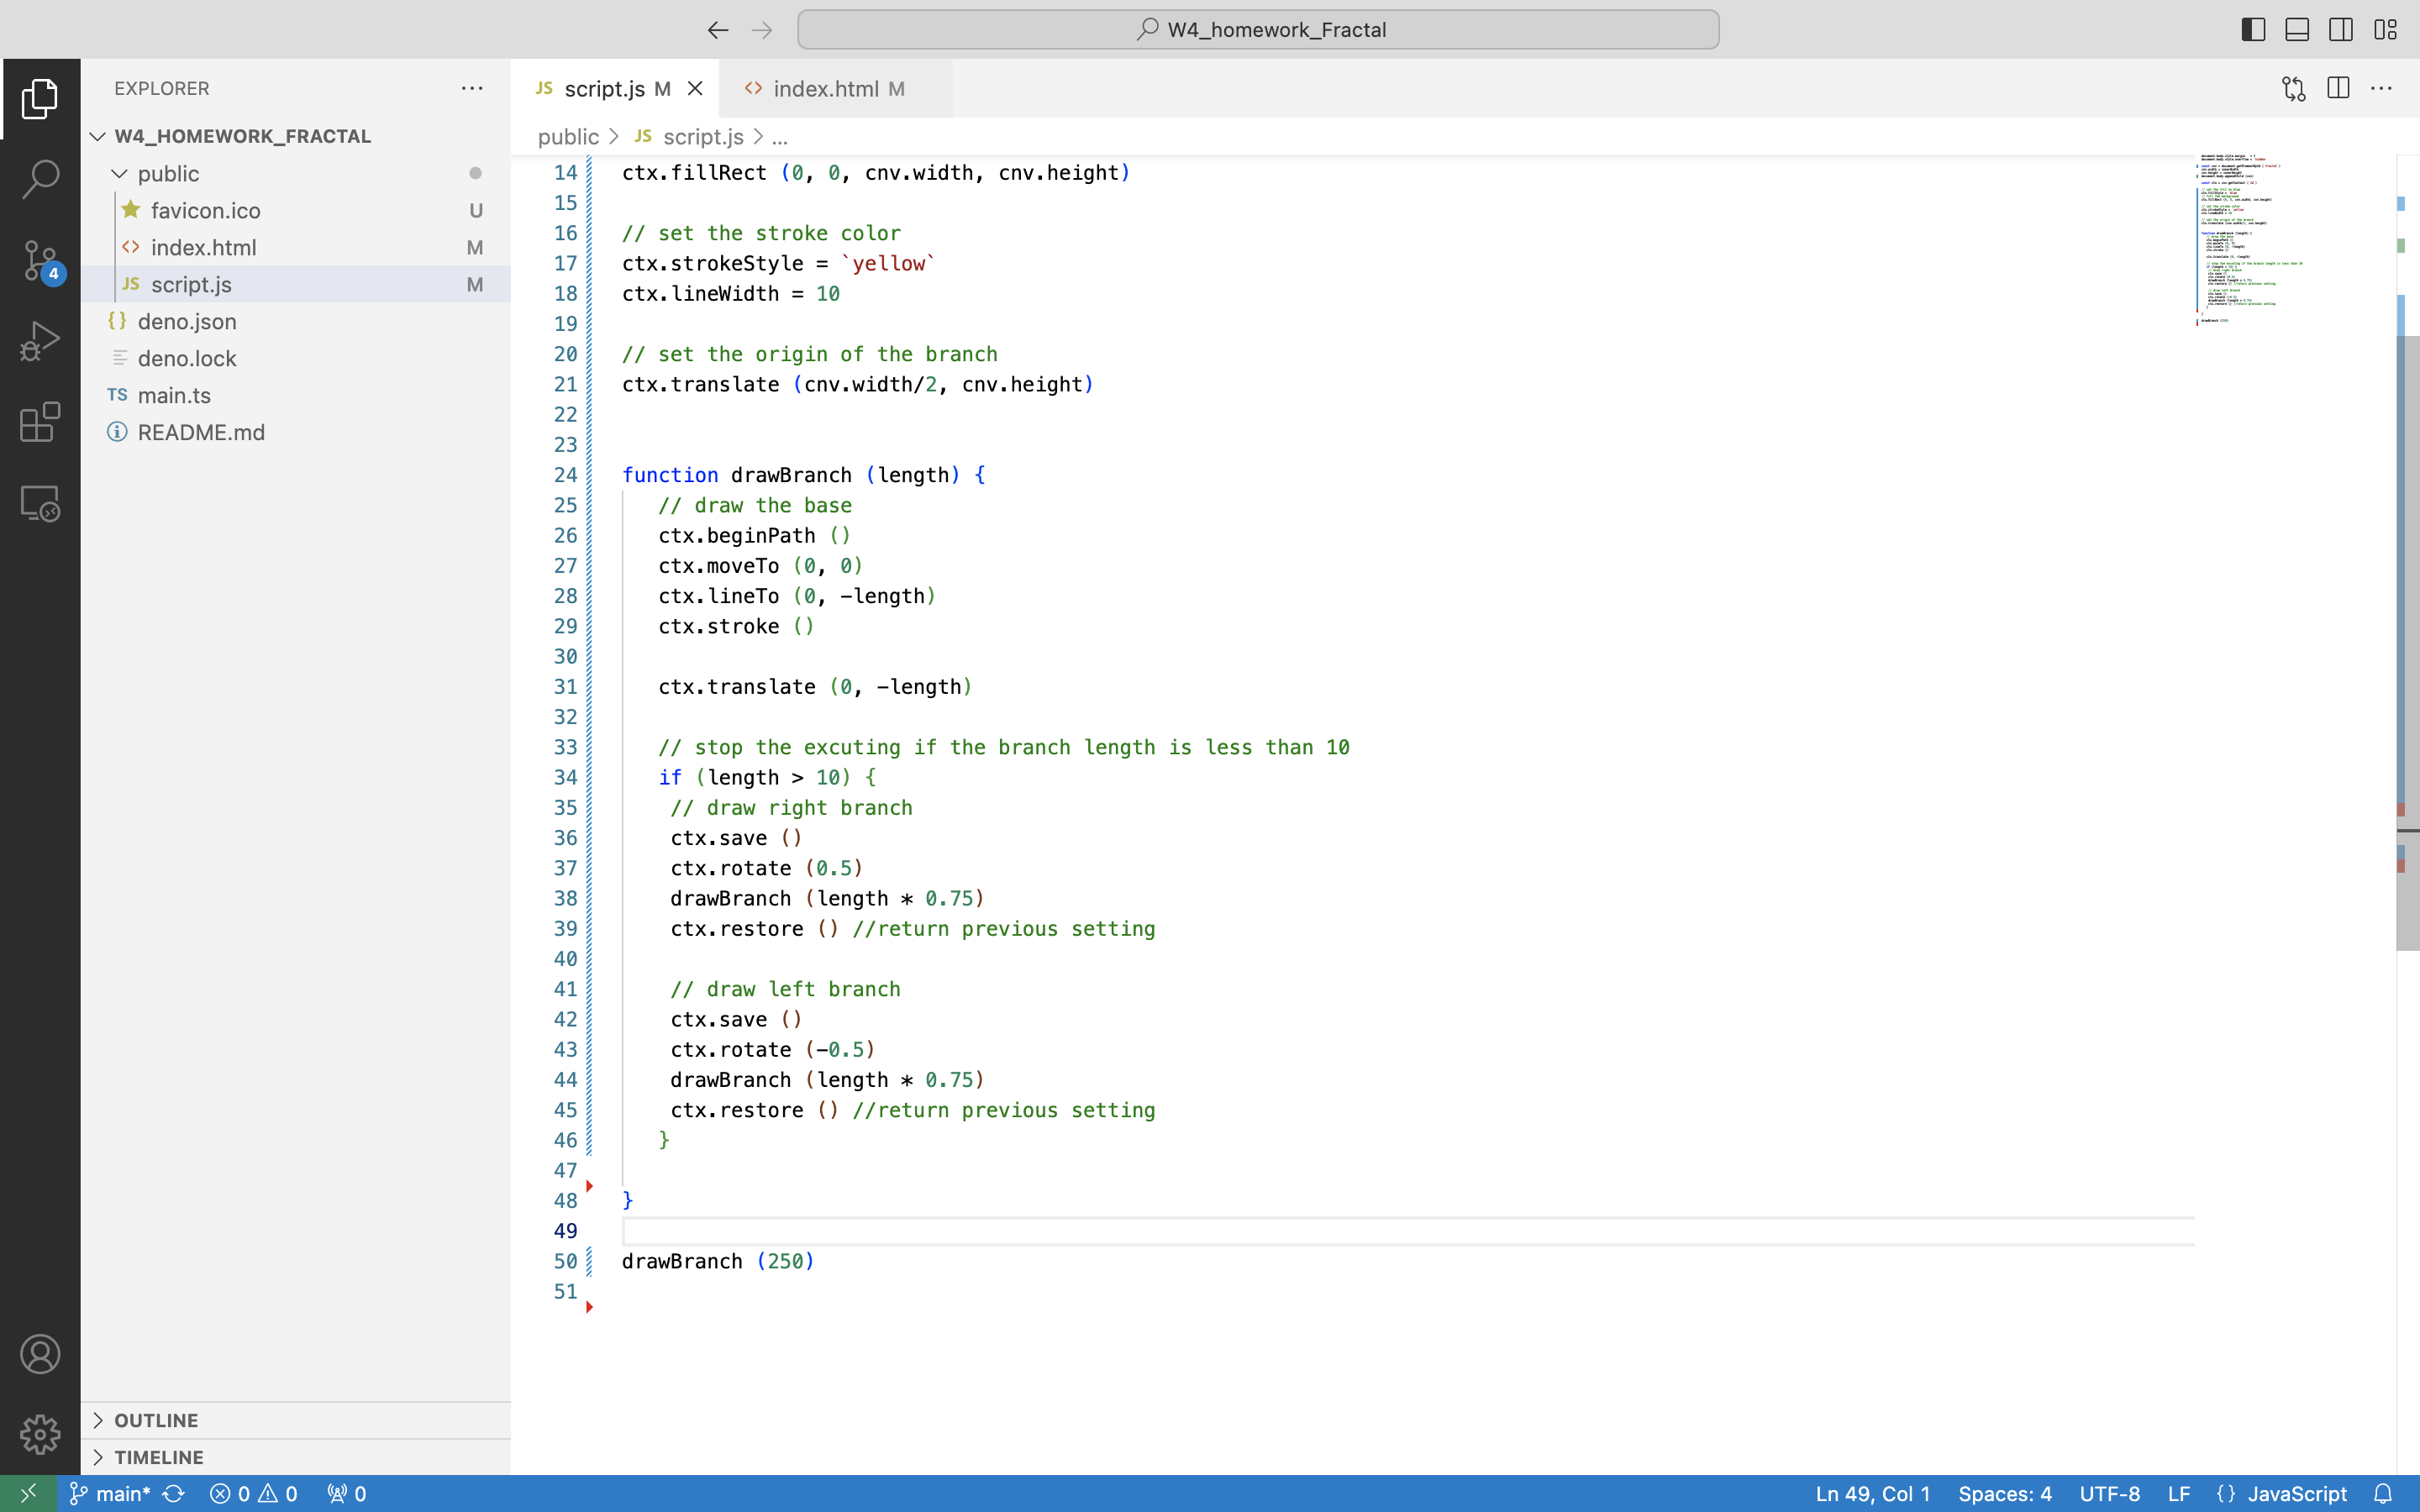 W4_homework_Fractal
EXPLORER
W4_HOMEWORK_FRACTAL
public
favicon.ico U
index.html M
JS script.js M
{} deno.json
deno.lock
TS main.ts
README.md
4
OUTLINE
TIMELINE
JS script.js M
index.html M
public > JS script.js > ...
14 ctx.fillRect (0, 0, cnv.width, cnv.height)
15
16 // set the stroke color
17 ctx.strokeStyle = `yellow`
18 ctx.lineWidth = 10
19
20 // set the origin of the branch
21 ctx.translate (cnv.width/2, cnv.height)
22
23
24 function drawBranch (length) {
25 // draw the base
26 ctx.beginPath ()
27 ctx.moveTo (0, 0)
28 ctx.lineTo (0, -length)
29 ctx.stroke ()
30
31 ctx.translate (0, -length)
32
33 // stop the excuting if the branch length is less than 10
34 if (length > 10) {
35 // draw right branch
36 ctx.save ()
37 ctx.rotate (0.5)
38 drawBranch (length * 0.75)
39 ctx.restore () //return previous setting
40
41 // draw left branch
42 ctx.save ()
43 ctx.rotate (-0.5)
44 drawBranch (length * 0.75)
45 ctx.restore () //return previous setting
46 }
47
48 }
49
50 drawBranch (250)
51
main* 0 0 0
Ln 49, Col 1 Spaces: 4 UTF-8 LF {} JavaScript